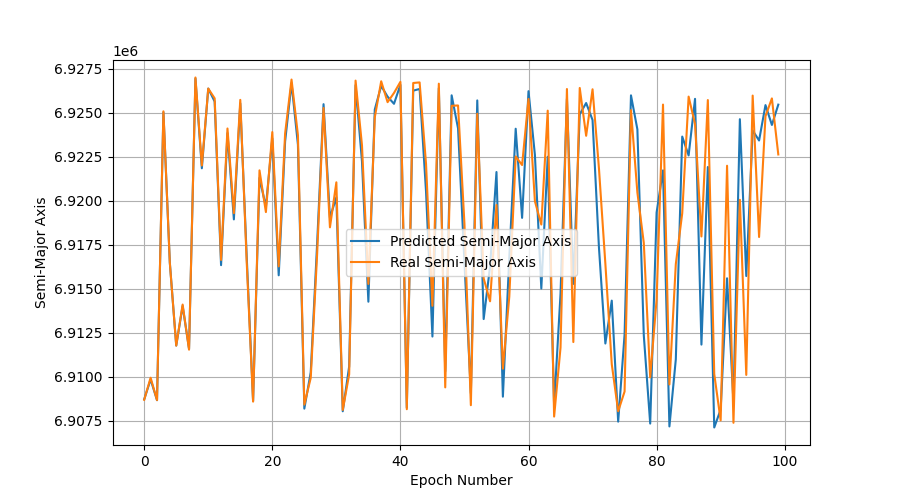 1e6
6.9275
6.9250
6.9225
6.9200
6.9175
6.9150
6.9125
6.9100
6.9075
Semi-Major Axis
Predicted Semi-Major Axis
Real Semi-Major Axis
0 20 40 60 80 100
Epoch Number